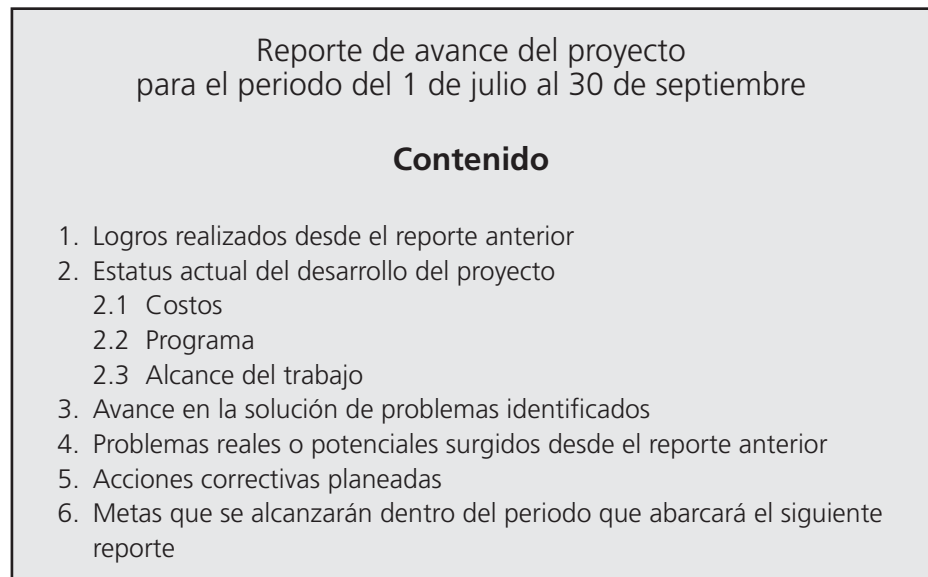 Reporte de avance del proyecto
para el periodo del 1 de julio al 30 de septiembre
Contenido
1. Logros realizados desde el reporte anterior
2. Estatus actual del desarrollo del proyecto
2.1 Costos
2.2 Programa
2.3 Alcance del trabajo
3. Avance en la solución de problemas identificados
4. Problemas reales o potenciales surgidos desde el reporte anterior
5. Acciones correctivas planeadas
6. Metas que se alcanzarán dentro del periodo que abarcará el siguiente
reporte